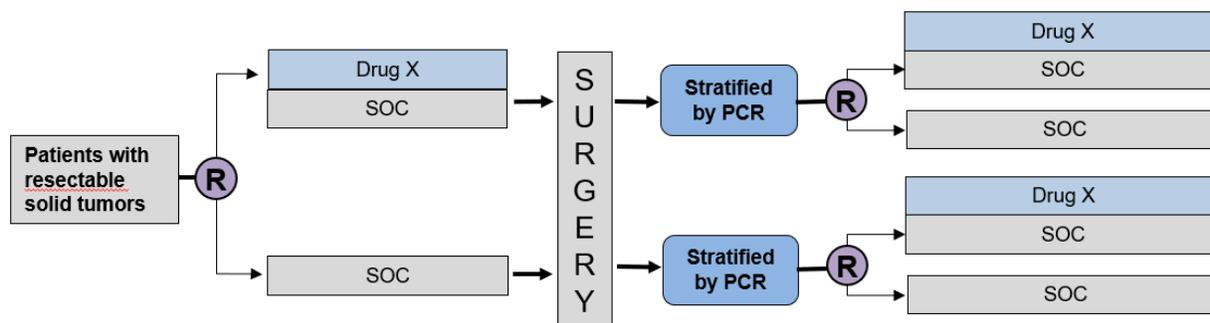 Patients with
resectable
solid tumors
R
Drug X
SOC
SOC
S
U
R
G
E
R
Y
Stratified
by PCR
R
Drug X
SOC
SOC
Stratified
by PCR
R
Drug X
SOC
SOC